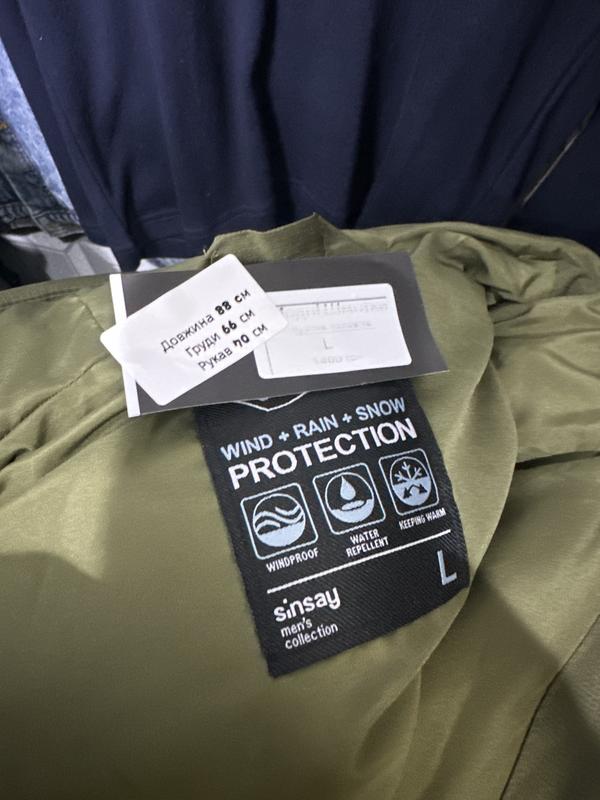 Довжина 88 см
Груди 66 см
Рукав 70 см
L
WIND + RAIN + SNOW
PROTECTION
WINDPROOF
WATER
REPELLENT
KEEPING WARM
L
sinsay
men's
collection